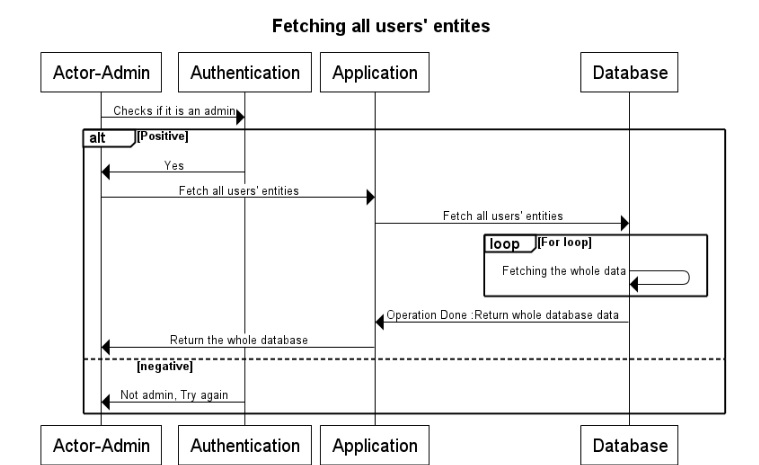 Fetching all users' entites
Actor-Admin Authentication Application Database
Checks if it is an admin
alt [Positive]
Yes
Fetch all users' entities
Fetch all users' entities
loop [For loop]
Fetching the whole data
Operation Done :Return whole database data
Return the whole database
[negative]
Not admin, Try again
Actor-Admin Authentication Application Database